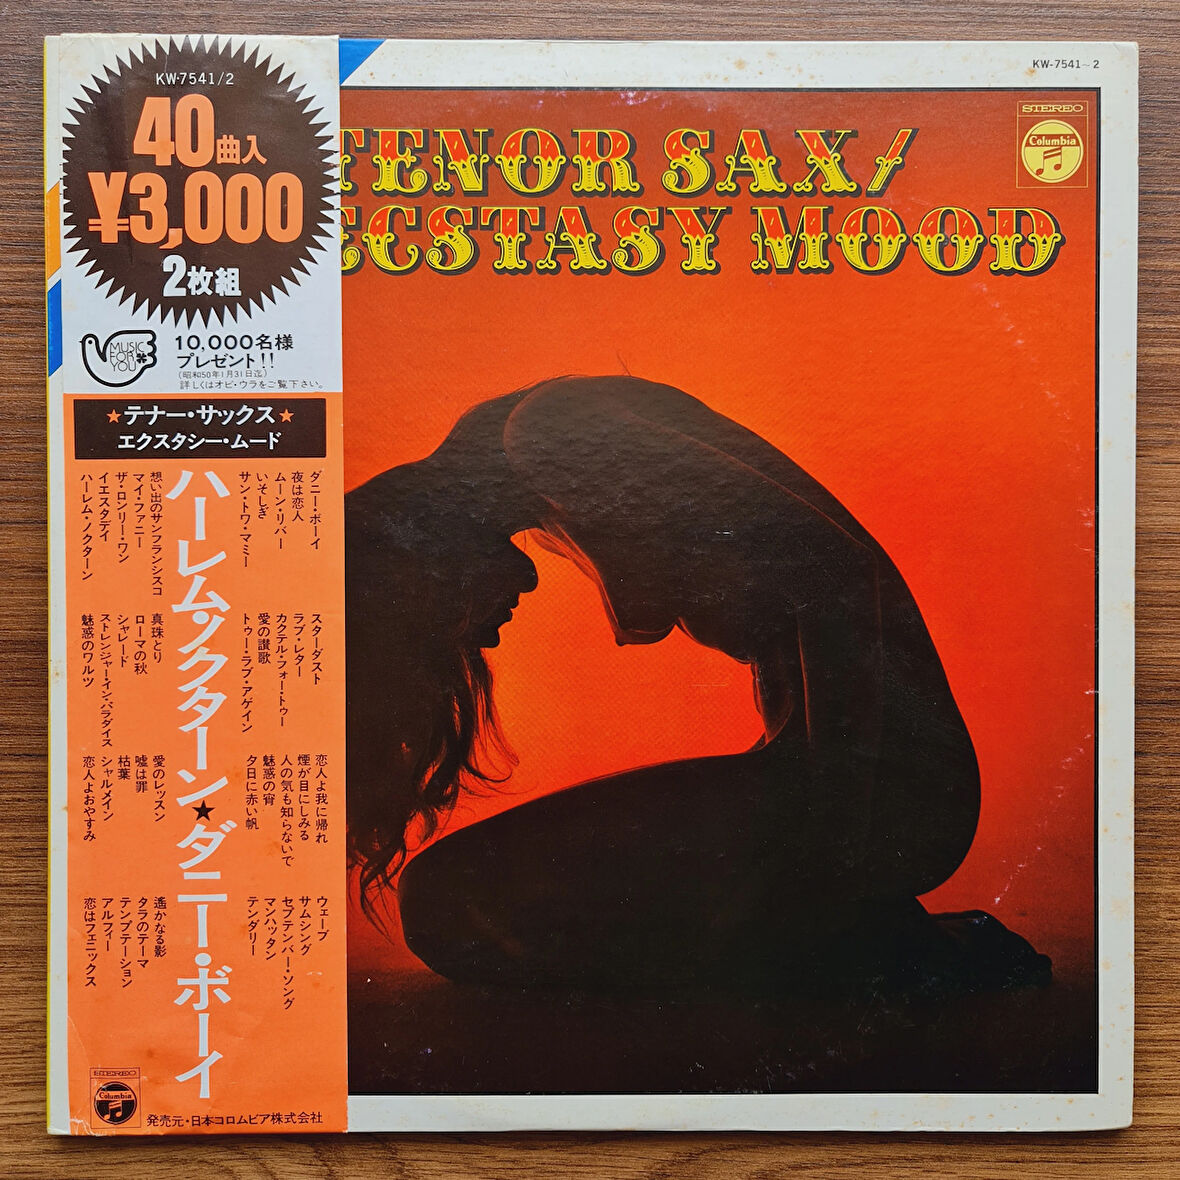 KW-7541/2
40曲入
¥3,000
2枚組
MUSIC
FOR
YOU
10,000名様
プレゼント!!
(昭和50年1月31日迄)
詳しくはオビ・ウラをご覧下さい。
★テナー・サックス★
エクスタシー・ムード
ダニー・ボーイ
夜は恋人
ムーン・リバー
いそしぎ
サン・トワ・マミー
ハーレム・ノクターン★ダニー・ボーイ
想い出のサンフランシスコ
マイ・ファニー
ザ・ロンリー・ワン
イエスタデイ
ハーレム・ノクターン
スターダスト
ラブ・レター
カクテル・フォー・トゥー
愛の讃歌
トゥー・ラブ・アゲイン
真珠とり
ローマの秋
シャレード
ストレンジャー・イン・パラダイス
魅惑のワルツ
恋人よ我に帰れ
煙が目にしみる
人の気も知らないで
魅惑の宵
夕日に赤い帆
愛のレッスン
嘘は罪
枯葉
シャルメイン
恋人よおやすみ
ウェーブ
サムシング
セプテンバー・ソング
マンハッタン
テンダリー
遙かなる影
タラのテーマ
テンプテーション
アルフィー
恋はフェニックス
STEREO
Columbia
発売元・日本コロムビア株式会社
KW-7541~2
TENOR SAX/
ECSTASY MOOD
STEREO
Columbia